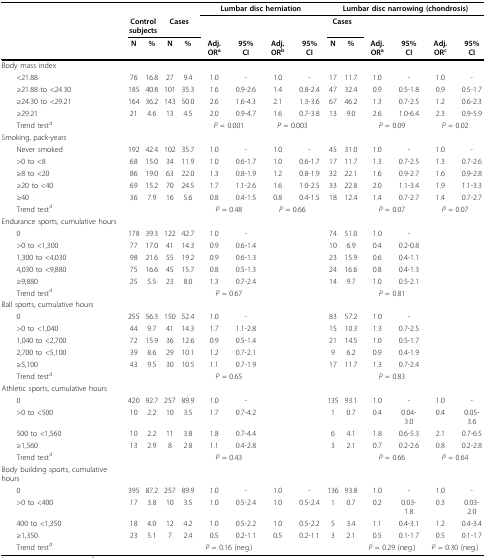 Lumbar disc herniation Lumbar disc narrowing (chondrosis)
Control subjects Cases Cases
N % N % Adj. ORa 95% CI Adj. ORb 95% CI N % Adj. ORa 95% CI Adj. ORc 95% CI
Body mass index
<21.88 76 16.8 27 9.4 1.0 - 1.0 - 17 11.7 1.0 - 1.0 -
≥21.88 to <24.30 185 40.8 101 35.3 1.6 0.9-2.6 1.4 0.8-2.4 47 32.4 0.9 0.5-1.8 0.9 0.5-1.7
≥24.30 to <29.21 164 36.2 143 50.0 2.6 1.6-4.3 2.1 1.3-3.6 67 46.2 1.3 0.7-2.5 1.2 0.6-2.3
≥29.21 21 4.6 13 4.5 2.0 0.9-4.7 1.6 0.7-3.8 13 9.0 2.6 1.0-6.4 2.3 0.9-5.9
Trend testd P = 0.001 P = 0.003 P = 0.09 P = 0.02
Smoking, pack-years
Never smoked 192 42.4 102 35.7 1.0 - 1.0 - 45 31.0 1.0 - 1.0 -
>0 to <8 68 15.0 34 11.9 1.0 0.6-1.7 1.0 0.6-1.7 17 11.7 1.3 0.7-2.5 1.3 0.7-2.6
≥8 to <20 86 19.0 63 22.0 1.3 0.8-1.9 1.2 0.8-1.9 32 22.1 1.6 0.9-2.7 1.6 0.9-2.8
≥20 to <40 69 15.2 70 24.5 1.7 1.1-2.6 1.6 1.0-2.5 33 22.8 2.0 1.1-3.4 1.9 1.1-3.3
≥40 36 7.9 16 5.6 0.8 0.4-1.5 0.8 0.4-1.5 18 12.4 1.4 0.7-2.7 1.4 0.7-2.7
Trend testd P = 0.48 P = 0.66 P = 0.07 P = 0.07
Endurance sports, cumulative hours
0 178 39.3 122 42.7 1.0 - 74 51.0 1.0 -
>0 to <1,300 77 17.0 41 14.3 0.9 0.6-1.4 10 6.9 0.4 0.2-0.8
1,300 to <4,030 98 21.6 55 19.2 0.9 0.6-1.3 23 15.9 0.6 0.4-1.1
4,030 to <9,880 75 16.6 45 15.7 0.8 0.5-1.3 24 16.6 0.8 0.4-1.3
≥9,880 25 5.5 23 8.0 1.3 0.7-2.4 14 9.7 1.0 0.5-2.1
Trend testd P = 0.67 P = 0.81
Ball sports, cumulative hours
0 255 56.3 150 52.4 1.0 - 83 57.2 1.0 -
>0 to <1,040 44 9.7 41 14.3 1.7 1.1-2.8 15 10.3 1.3 0.7-2.5
1,040 to <2,700 72 15.9 36 12.6 0.9 0.5-1.4 21 14.5 1.0 0.5-1.7
2,700 to <5,100 39 8.6 29 10.1 1.2 0.7-2.1 9 6.2 0.9 0.4-1.9
≥5,100 43 9.5 30 10.5 1.1 0.7-1.9 17 11.7 1.3 0.7-2.4
Trend testd P = 0.65 P = 0.83
Athletic sports, cumulative hours
0 420 92.7 257 89.9 1.0 - 135 93.1 1.0 - 1.0 -
>0 to <500 10 2.2 10 3.5 1.7 0.7-4.2 1 0.7 0.4 0.04-3.0 0.4 0.05-3.6
500 to <1,560 10 2.2 11 3.8 1.8 0.7-4.4 6 4.1 1.8 0.6-5.3 2.1 0.7-6.5
≥1,560 13 2.9 8 2.8 1.1 0.4-2.8 3 2.1 0.7 0.2-2.6 0.8 0.2-2.8
Trend testd P = 0.43 P = 0.66 P = 0.64
Body building sports, cumulative hours
0 395 87.2 257 89.9 1.0 - 1.0 - 136 93.8 1.0 - 1.0 -
>0 to <400 17 3.8 10 3.5 1.0 0.5-2.4 1.0 0.5-2.4 1 0.7 0.2 0.03-1.8 0.3 0.03-2.0
400 to <1,350 18 4.0 12 4.2 1.0 0.5-2.2 1.0 0.5-2.2 5 3.4 1.1 0.4-3.1 1.2 0.4-3.4
≥1,350 23 5.1 7 2.4 0.5 0.2-1.1 0.5 0.2-1.1 3 2.1 0.5 0.1-1.7 0.5 0.1-1.7
Trend testd P = 0.16 (neg.) P = 0.29 (neg.) P = 0.30 (neg.)